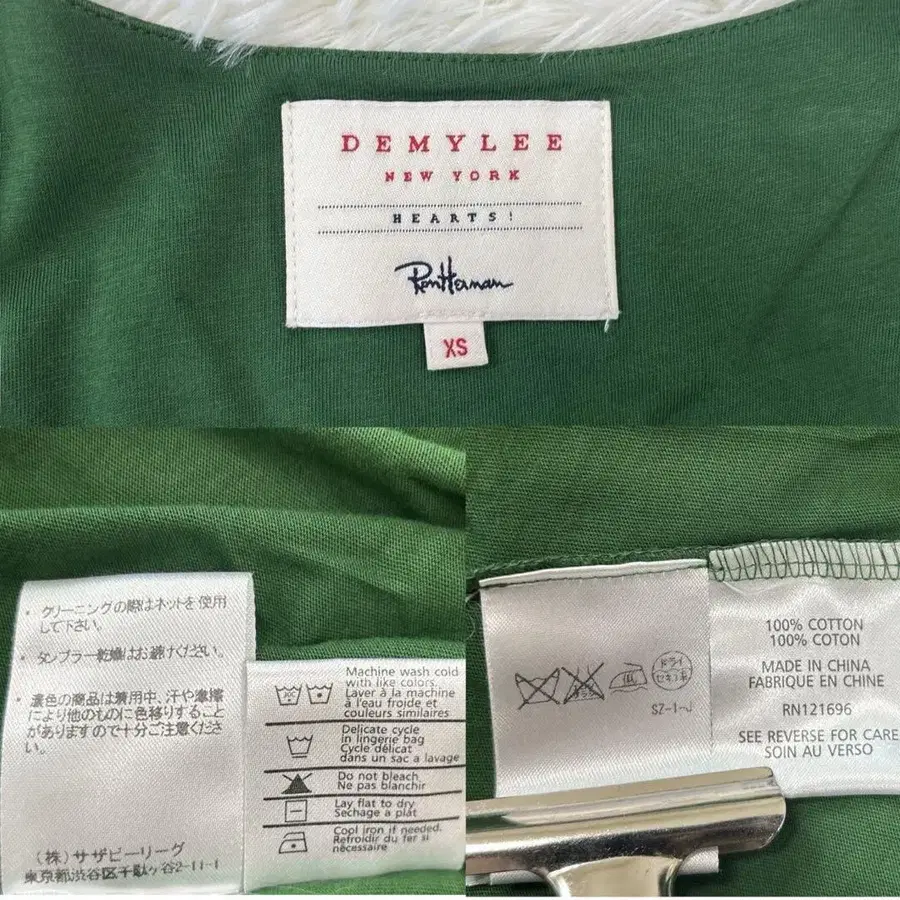 DEMYLEE
NEW YORK
HEARTS!
Ron Herman
XS
・クリーニングの際はネットを使用
して下さい。
・タンブラー乾燥はお避けください。
・濃色の商品は着用中、汗や摩擦
により他のものに色移りすること
がありますので十分ご注意くださ
い。
(株)サザビーリーグ
東京都渋谷区千駄ヶ谷2-11-1
Machine wash cold
with like colors.
Laver à la machine
à l'eau froide et
couleurs similaires
Delicate cycle
in lingerie bag
Cycle délicat
dans un sac a lavage
Do not bleach
Ne pas blanchir
Lay flat to dry
Sechage a plat
Cool iron if needed.
Refroidir du fer si
nécessaire
ドライ
セキユ系
SZ-1-J
100% COTTON
100% COTON
MADE IN CHINA
FABRIQUE EN CHINE
RN121696
SEE REVERSE FOR CARE
SOIN AU VERSO